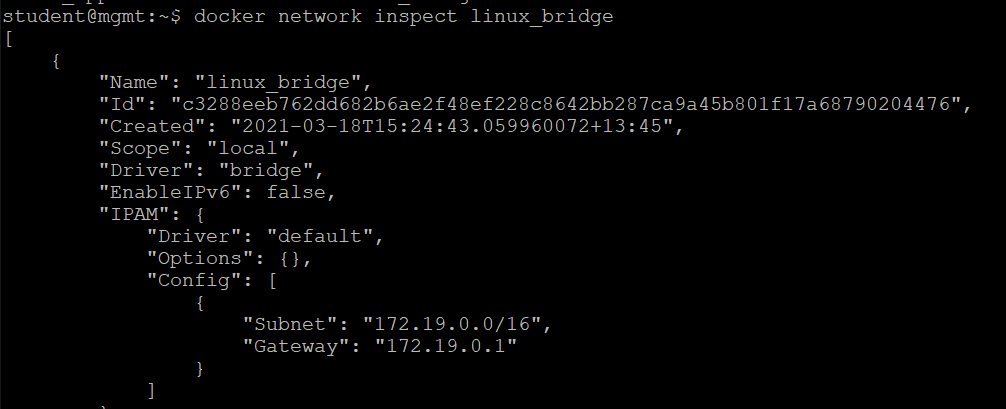 student@mgmt:~$ docker network inspect linux_bridge
[
    {
        "Name": "linux_bridge",
        "Id": "c3288eeb762dd682b6ae2f48ef228c8642bb287ca9a45b801f17a68790204476",
        "Created": "2021-03-18T15:24:43.059960072+13:45",
        "Scope": "local",
        "Driver": "bridge",
        "EnableIPv6": false,
        "IPAM": {
            "Driver": "default",
            "Options": {},
            "Config": [
                {
                    "Subnet": "172.19.0.0/16",
                    "Gateway": "172.19.0.1"
                }
            ]